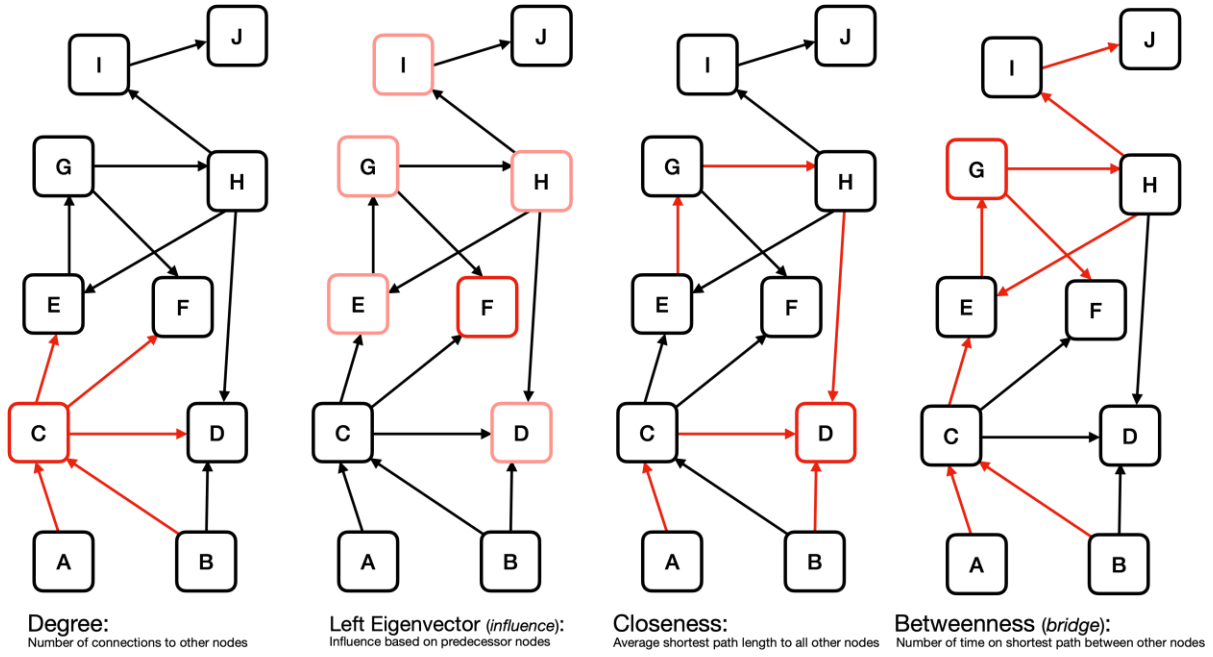 J
I
G
H
E
F
C
D
A
B
Degree:
Number of connections to other nodes
J
I
G
H
E
F
C
D
A
B
Left Eigenvector (influence):
Influence based on predecessor nodes
J
I
G
H
E
F
C
D
A
B
Closeness:
Average shortest path length to all other nodes
J
I
G
H
E
F
C
D
A
B
Betweenness (bridge):
Number of time on shortest path between other nodes